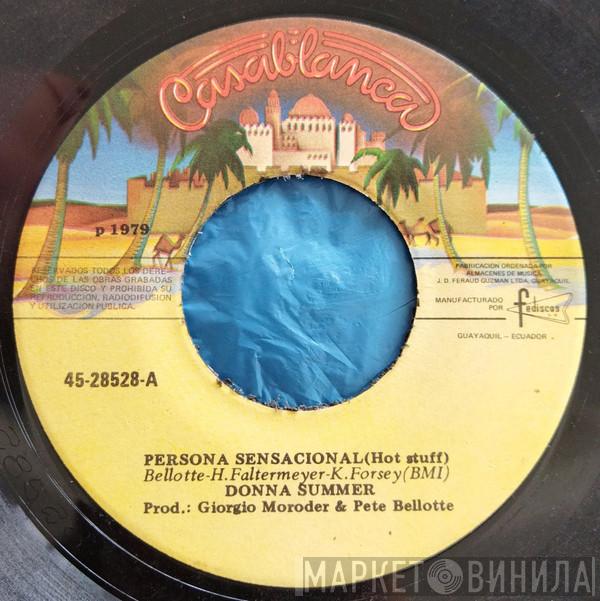 Casablanca
p 1979
RESERVADOS TODOS LOS DERE-
CHOS DE LAS OBRAS GRABADAS
EN ESTE DISCO Y PROHIBIDA SU
REPRODUCCION, RADIODIFUSION
Y UTILIZACION PUBLICA.
FABRICACION ORDENADA POR
ALMACENES DE MUSICA
J. D. FERAUD GUZMAN LTDA. GUAYAQUIL.
MANUFACTURADO
POR
fediscos
GUAYAQUIL - ECUADOR
45-28528-A
PERSONA SENSACIONAL(Hot stuff)
Bellotte-H.Faltermeyer-K.Forsey(BMI)
DONNA SUMMER
Prod.: Giorgio Moroder & Pete Bellotte
МАРКЕТ ВИНИЛА